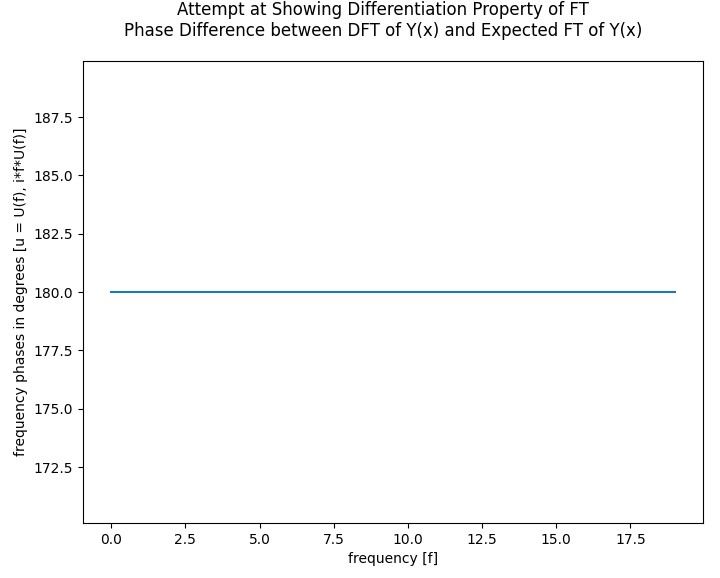 Attempt at Showing Differentiation Property of FT
Phase Difference between DFT of Y(x) and Expected FT of Y(x)
frequency phases in degrees [u = U(f), i*f*U(f)]
187.5
185.0
182.5
180.0
177.5
175.0
172.5
0.0 2.5 5.0 7.5 10.0 12.5 15.0 17.5
frequency [f]